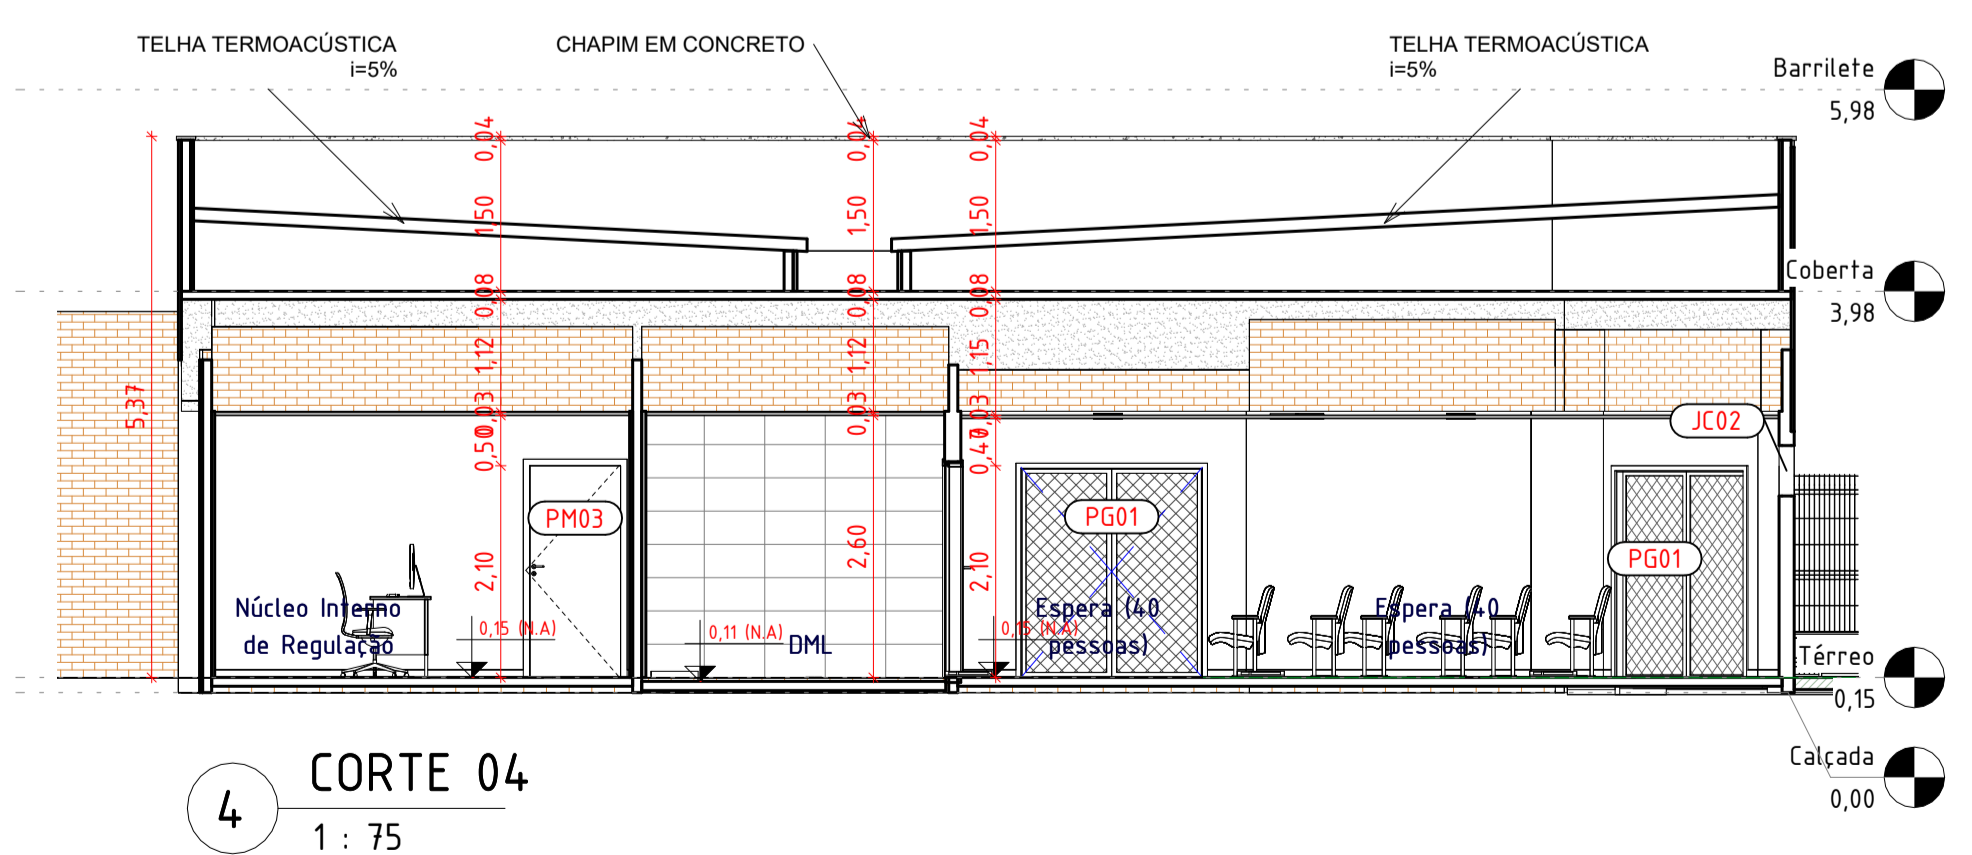 TELHA TERMOACÚSTICA
i=5%
CHAPIM EM CONCRETO
TELHA TERMOACÚSTICA
i=5%
Barrilete
5,98
0,04
0,04
0,04
1,50
1,50
1,50
Coberta
3,98
0,08
0,08
0,08
1,12
1,12
1,15
5,37
0,03
0,03
0,03
JC02
0,50
0,47
PM03
PG01
PG01
2,10
2,60
2,10
Núcleo Interno
de Regulação
0,15 (N.A)
0,11 (N.A)
DML
0,15 (N.A)
Espera (40
pessoas)
Espera (40
pessoas)
Térreo
0,15
Calçada
0,00
4
CORTE 04
1 : 75